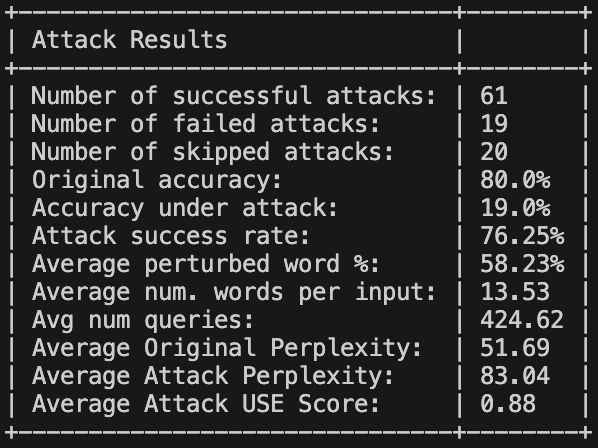 +-------------------------------+--------+
| Attack Results                |        |
+-------------------------------+--------+
| Number of successful attacks: | 61     |
| Number of failed attacks:     | 19     |
| Number of skipped attacks:    | 20     |
| Original accuracy:            | 80.0%  |
| Accuracy under attack:        | 19.0%  |
| Attack success rate:          | 76.25% |
| Average perturbed word %:     | 58.23% |
| Average num. words per input: | 13.53  |
| Avg num queries:              | 424.62 |
| Average Original Perplexity:  | 51.69  |
| Average Attack Perplexity:    | 83.04  |
| Average Attack USE Score:     | 0.88   |
+-------------------------------+--------+